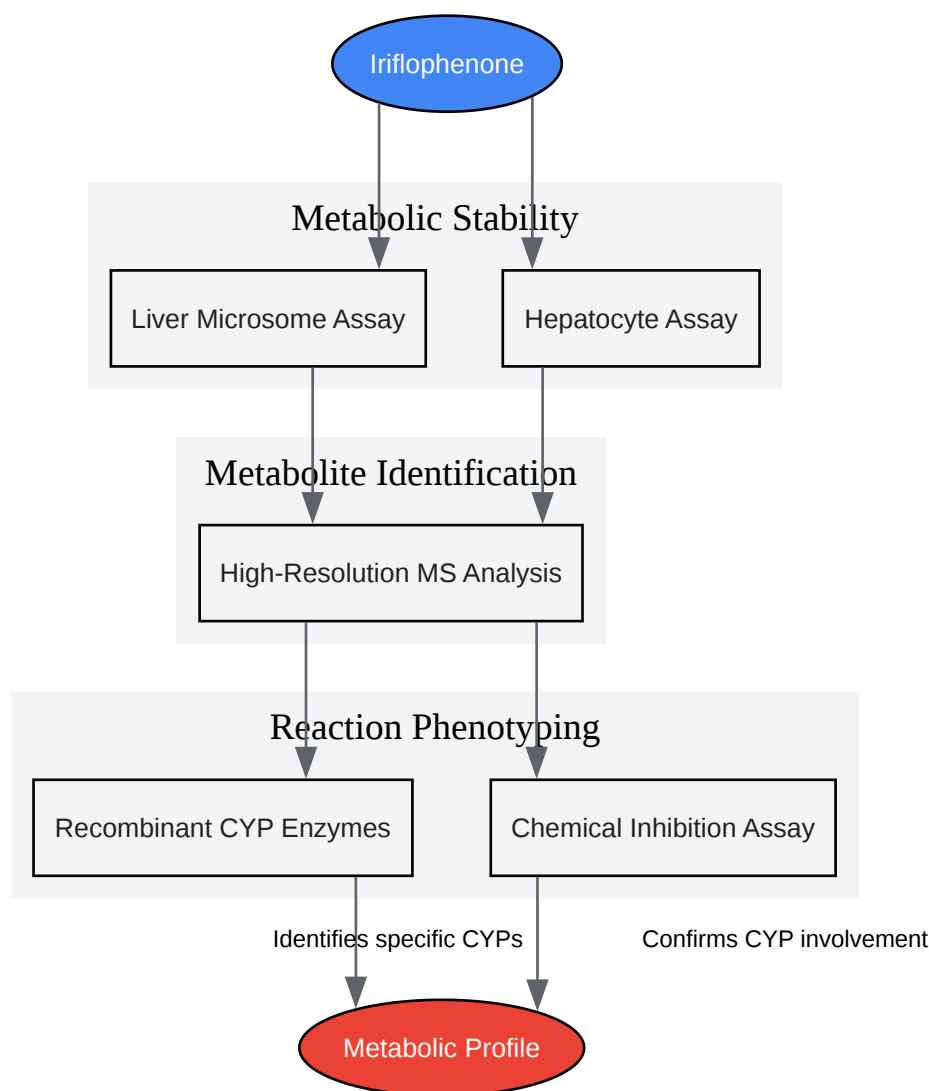 Iriflophenone
Metabolic Stability
Liver Microsome Assay
Hepatocyte Assay
Metabolite Identification
High-Resolution MS Analysis
Reaction Phenotyping
Recombinant CYP Enzymes
Chemical Inhibition Assay
Identifies specific CYPs
Confirms CYP involvement
Metabolic Profile